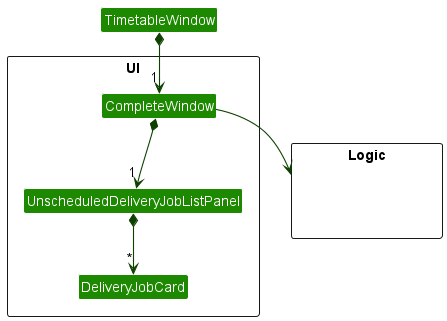 TimetableWindow
UI
1
CompleteWindow
Logic
1
UnscheduledDeliveryJobListPanel
*
DeliveryJobCard